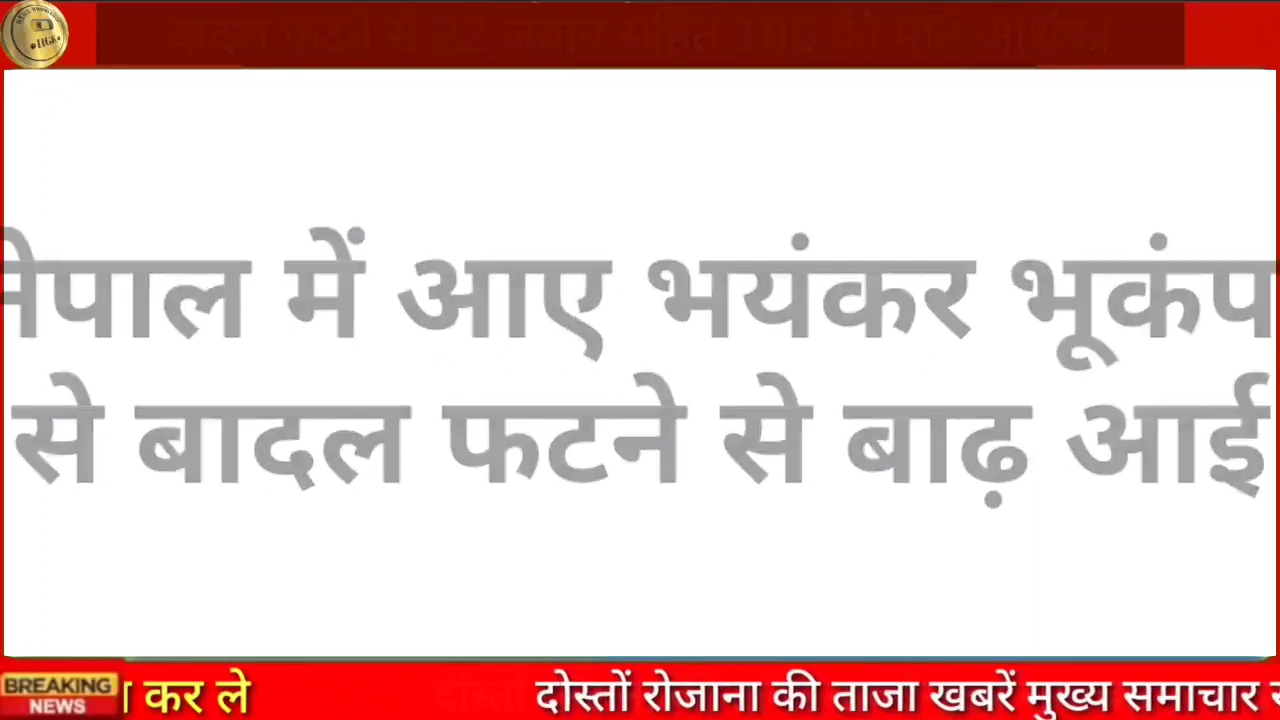 नेपाल में आए भयंकर भूकंप
से बादल फटने से बाढ़ आई
BREAKING
NEWS
कर ले
दोस्तों रोजाना की ताजा खबरें मुख्य समाचार